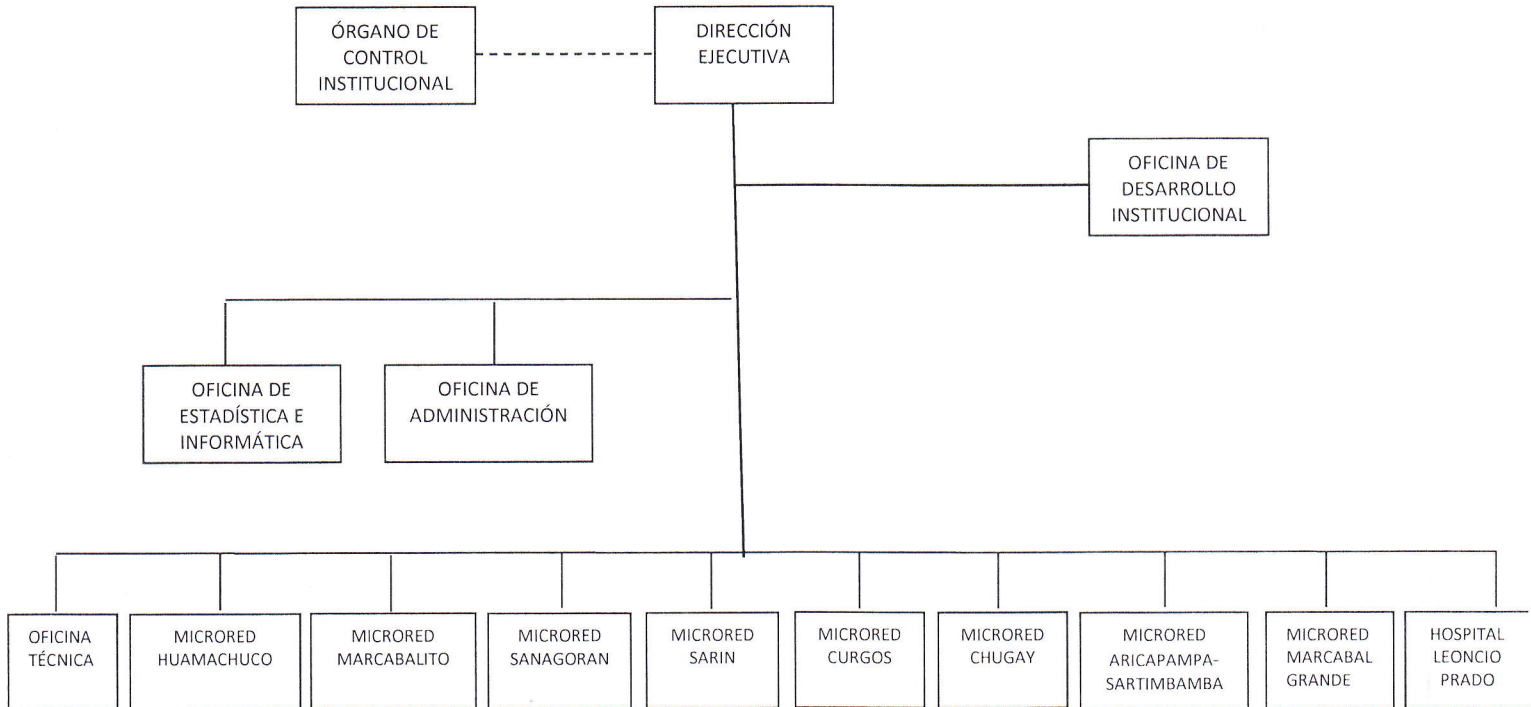 ÓRGANO DE
CONTROL
INSTITUCIONAL
DIRECCIÓN
EJECUTIVA
OFICINA DE
DESARROLLO
INSTITUCIONAL
OFICINA DE
ESTADÍSTICA E
INFORMÁTICA
OFICINA DE
ADMINISTRACIÓN
OFICINA
TÉCNICA
MICRORED
HUAMACHUCO
MICRORED
MARCABALITO
MICRORED
SANAGORAN
MICRORED
SARIN
MICRORED
CURGOS
MICRORED
CHUGAY
MICRORED
ARICAPAMPA-
SARTIMBAMBA
MICRORED
MARCABAL
GRANDE
HOSPITAL
LEONCIO
PRADO